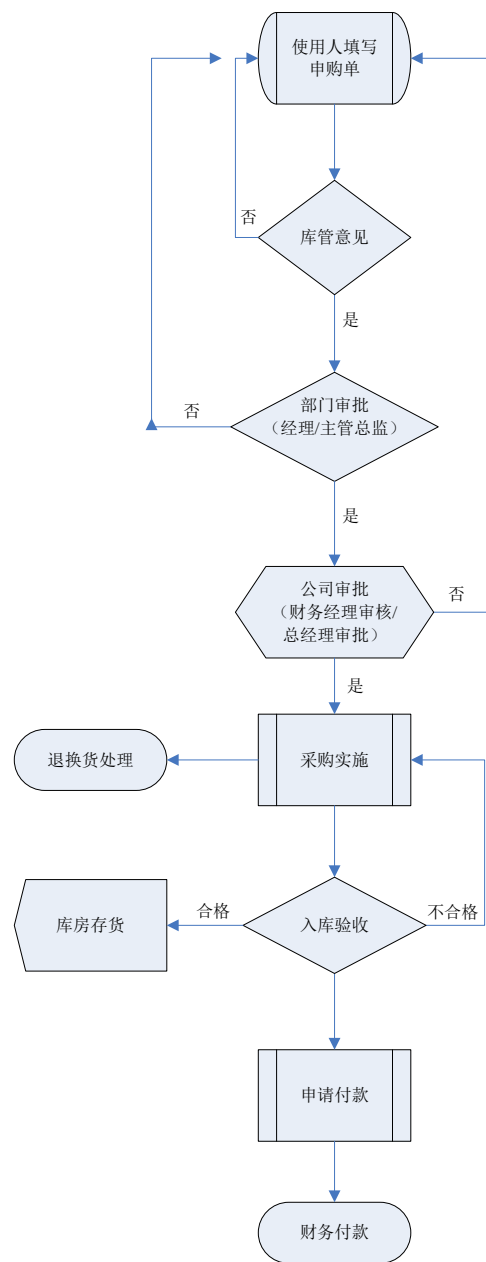 使用人填写
申购单
否
库管意见
是
否
部门审批
（经理/主管总监）
是
公司审批
（财务经理审核/
总经理审批）
否
是
退换货处理
采购实施
库房存货
合格
入库验收
不合格
申请付款
财务付款